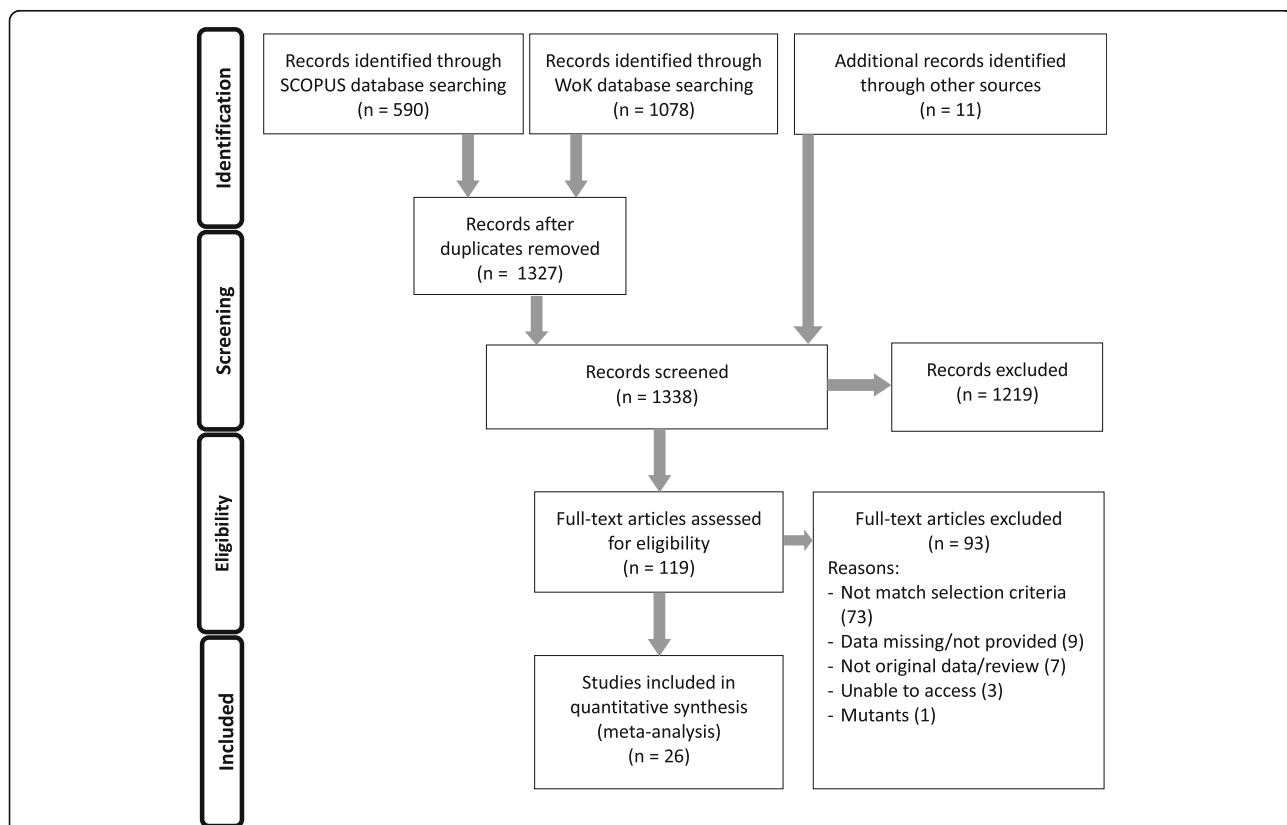 Identification
Records identified through
SCOPUS database searching
(n = 590)
Records identified through
WoK database searching
(n = 1078)
Additional records identified
through other sources
(n = 11)
Screening
Records after
duplicates removed
(n =  1327)
Records screened
(n = 1338)
Records excluded
(n = 1219)
Eligibility
Full-text articles assessed
for eligibility
(n = 119)
Full-text articles excluded
(n = 93)
Reasons:
- Not match selection criteria
(73)
- Data missing/not provided (9)
- Not original data/review (7)
- Unable to access (3)
- Mutants (1)
Included
Studies included in
quantitative synthesis
(meta-analysis)
(n = 26)